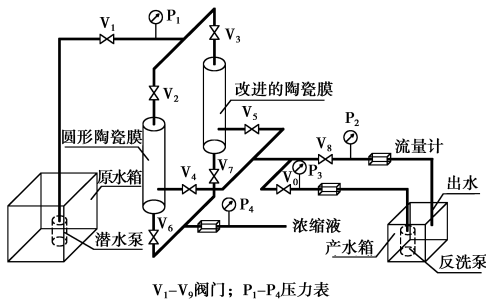 V₁
P₁
V₃
V₂
改进的陶瓷膜
圆形陶瓷膜
V₅
P₂
V₈
流量计
V₇
P₃
V₄
V₀
原水箱
出水
P₄
V₆
浓缩液
潜水泵
产水箱
反洗泵
V₁-V₉阀门；P₁-P₄压力表